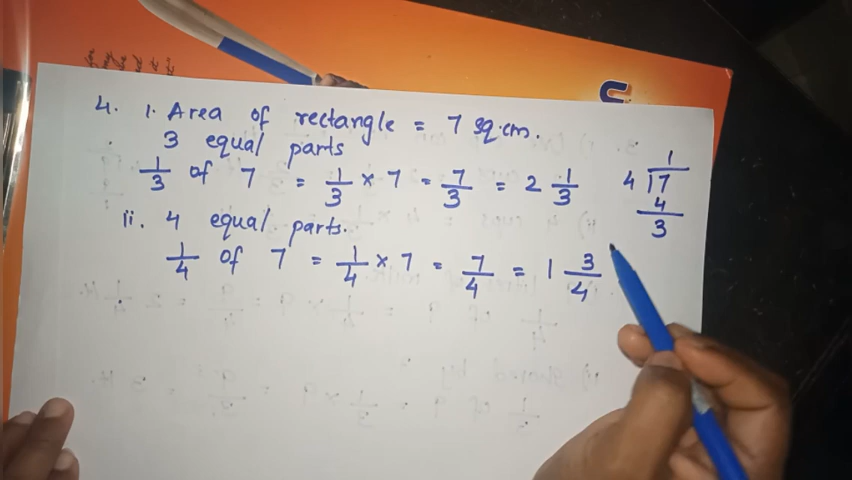 4. i. Area of rectangle = 7 sq.cm.
3 equal parts
1/3 of 7 = 1/3 × 7 = 7/3 = 2 1/3
ii. 4 equal parts.
1/4 of 7 = 1/4 × 7 = 7/4 = 1 3/4
1
4 17
4
3